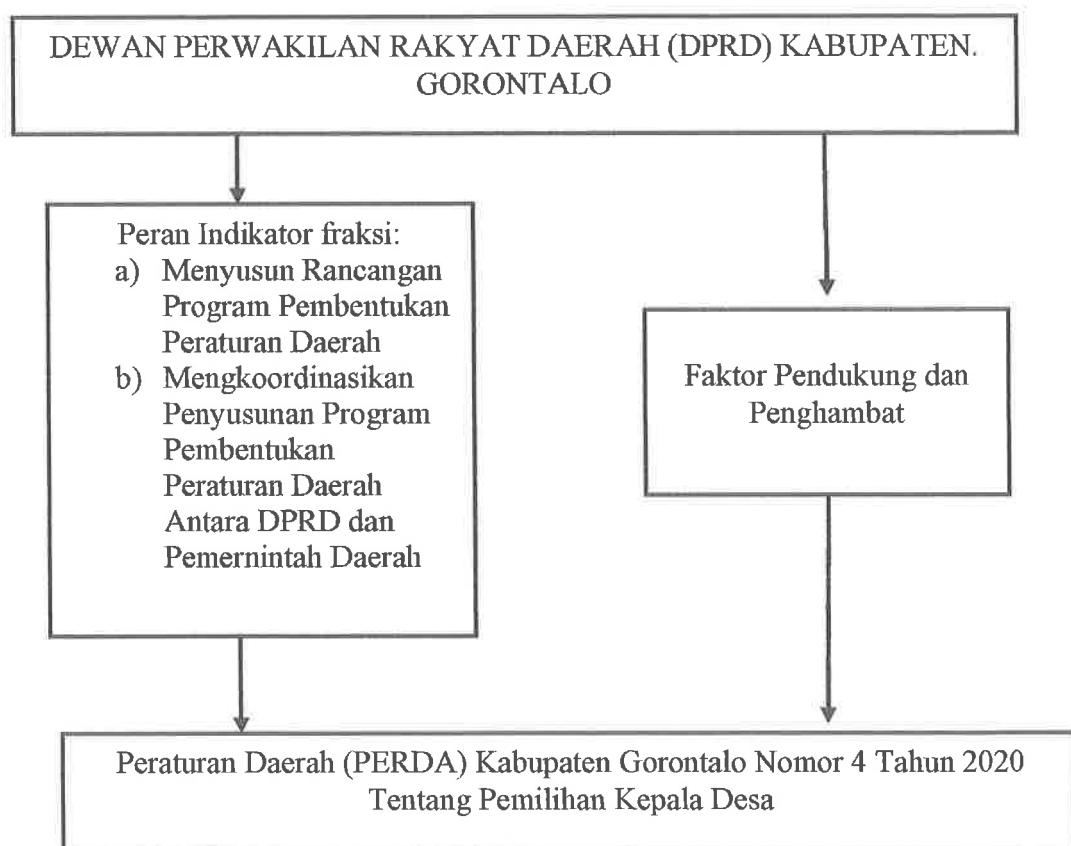 DEWAN PERWAKILAN RAKYAT DAERAH (DPRD) KABUPATEN.
GORONTALO
Peran Indikator fraksi:
a) Menyusun Rancangan
Program Pembentukan
Peraturan Daerah
b) Mengkoordinasikan
Penyusunan Program
Pembentukan
Peraturan Daerah
Antara DPRD dan
Pemernintah Daerah
Faktor Pendukung dan
Penghambat
Peraturan Daerah (PERDA) Kabupaten Gorontalo Nomor 4 Tahun 2020
Tentang Pemilihan Kepala Desa